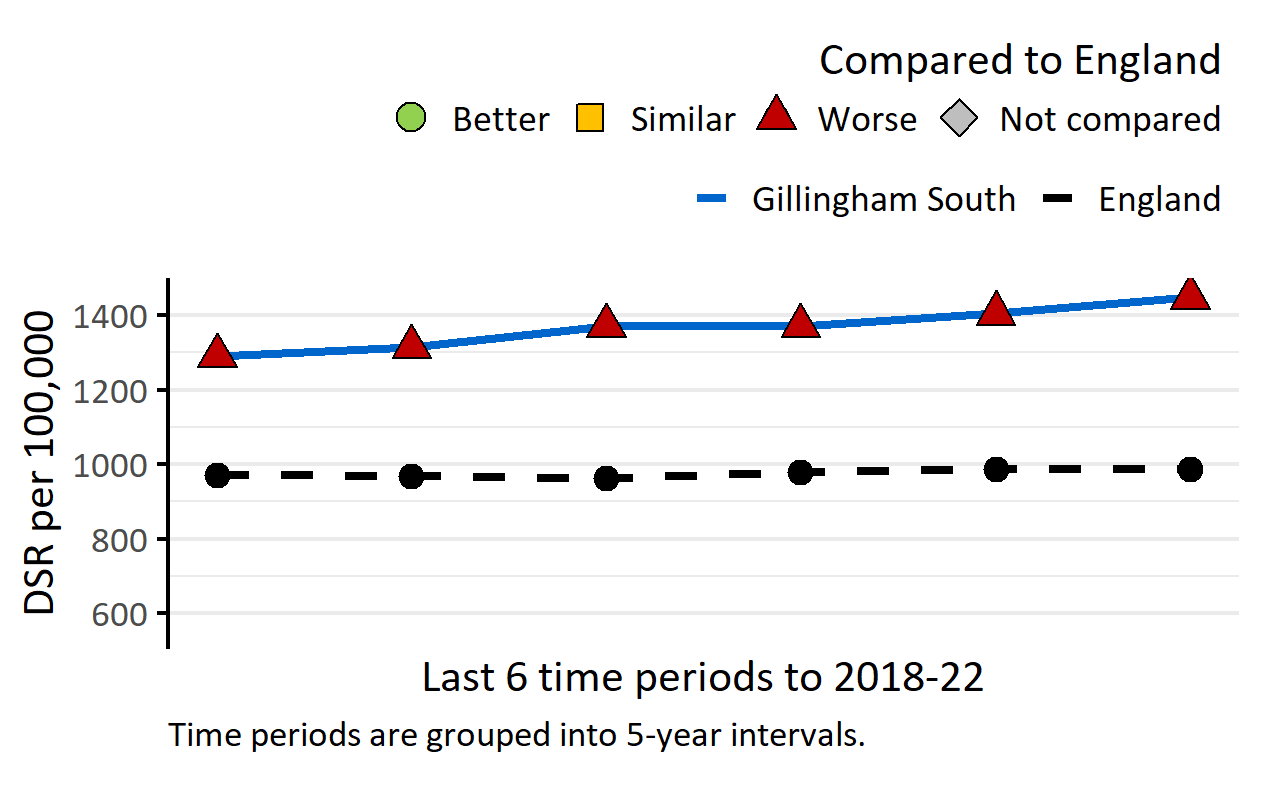 Compared to England
Better Similar Worse Not compared
Gillingham South England
DSR per 100,000
1400
1200
1000
800
600
Last 6 time periods to 2018-22
Time periods are grouped into 5-year intervals.